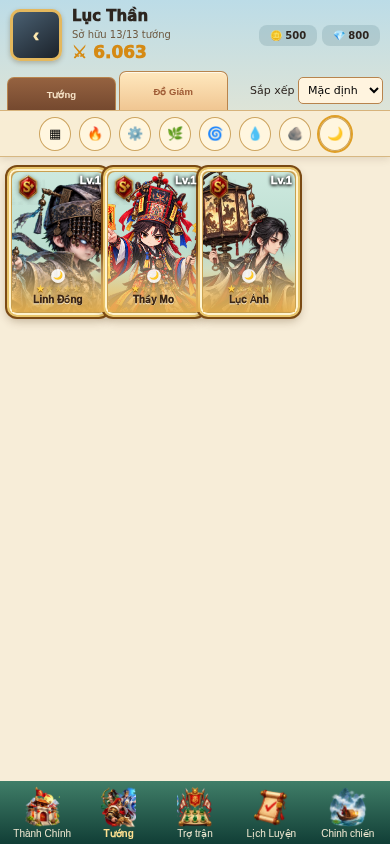 Lục Thần
Sở hữu 13/13 tướng
6.063
500
800
Tướng
Đồ Giám
Sắp xếp
Mặc định
S+
Lv.1
Linh Đồng
S+
Lv.1
Thầy Mo
S+
Lv.1
Lục Ảnh
Thành Chính
Tướng
Trợ trận
Lịch Luyện
Chinh chiến